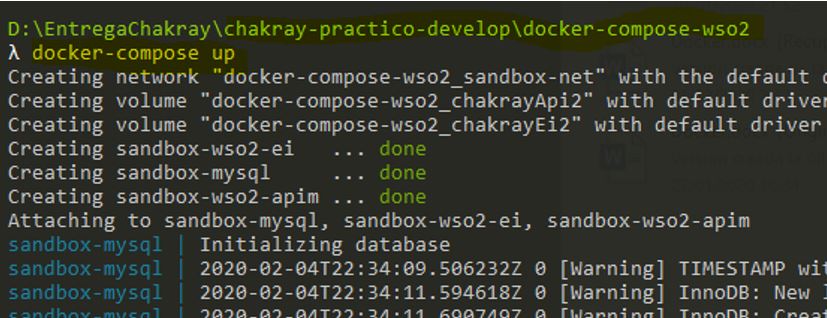 D:\EntregaChakray\chakray-practico-develop\docker-compose-wso2
λ docker-compose up
Creating network "docker-compose-wso2_sandbox-net" with the default
Creating volume "docker-compose-wso2_chakrayApi2" with default driver
Creating volume "docker-compose-wso2_chakrayEi2" with default driver
Creating sandbox-wso2-ei   ... done
Creating sandbox-mysql     ... done
Creating sandbox-wso2-apim ... done
Attaching to sandbox-mysql, sandbox-wso2-ei, sandbox-wso2-apim
sandbox-mysql | Initializing database
sandbox-mysql | 2020-02-04T22:34:09.506232Z 0 [Warning] TIMESTAMP wit
sandbox-mysql | 2020-02-04T22:34:11.594618Z 0 [Warning] InnoDB: New l
sandbox-mysql | 2020-02-04T22:34:11.690749Z 0 [Warning] InnoDB: Creat